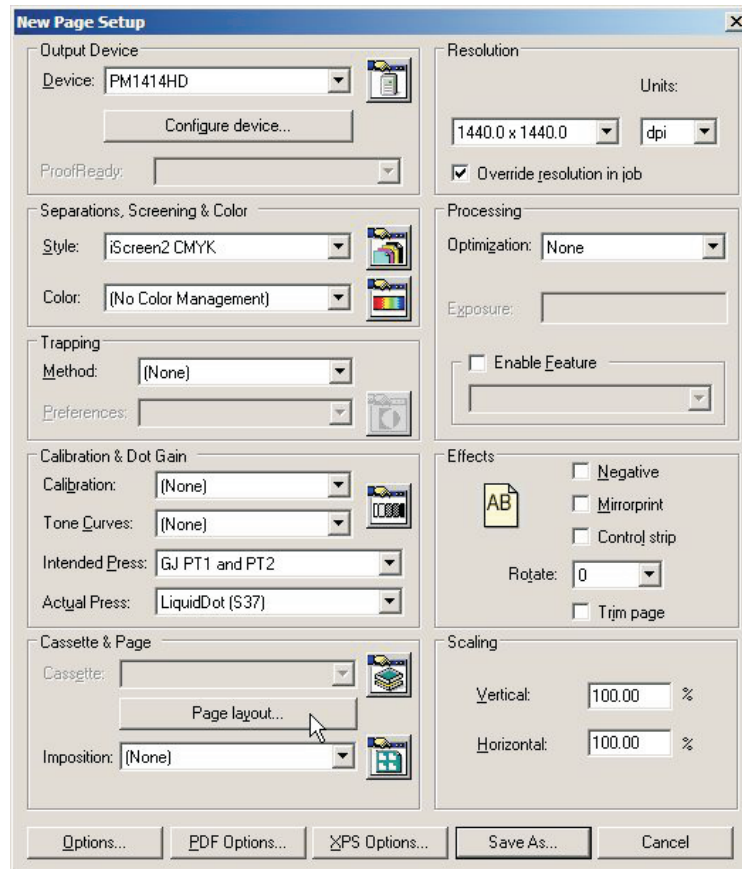 New Page Setup
Output Device
Device: PM1414HD
Configure device...
ProofReady:
Resolution
Units:
1440.0 x 1440.0 dpi
Override resolution in job
Separations, Screening & Color
Style: iScreen2 CMYK
Color: (No Color Management)
Processing
Optimization: None
Exposure:
Enable Feature
Trapping
Method: (None)
Preferences:
Calibration & Dot Gain
Calibration: (None)
Tone Curves: (None)
Intended Press: GJ PT1 and PT2
Actual Press: LiquidDot (S37)
Effects
AB
Negative
Mirrorprint
Control strip
Rotate: 0
Trim page
Cassette & Page
Cassette:
Page layout...
Imposition: (None)
Scaling
Vertical: 100.00 %
Horizontal: 100.00 %
Options... PDF Options... XPS Options... Save As... Cancel